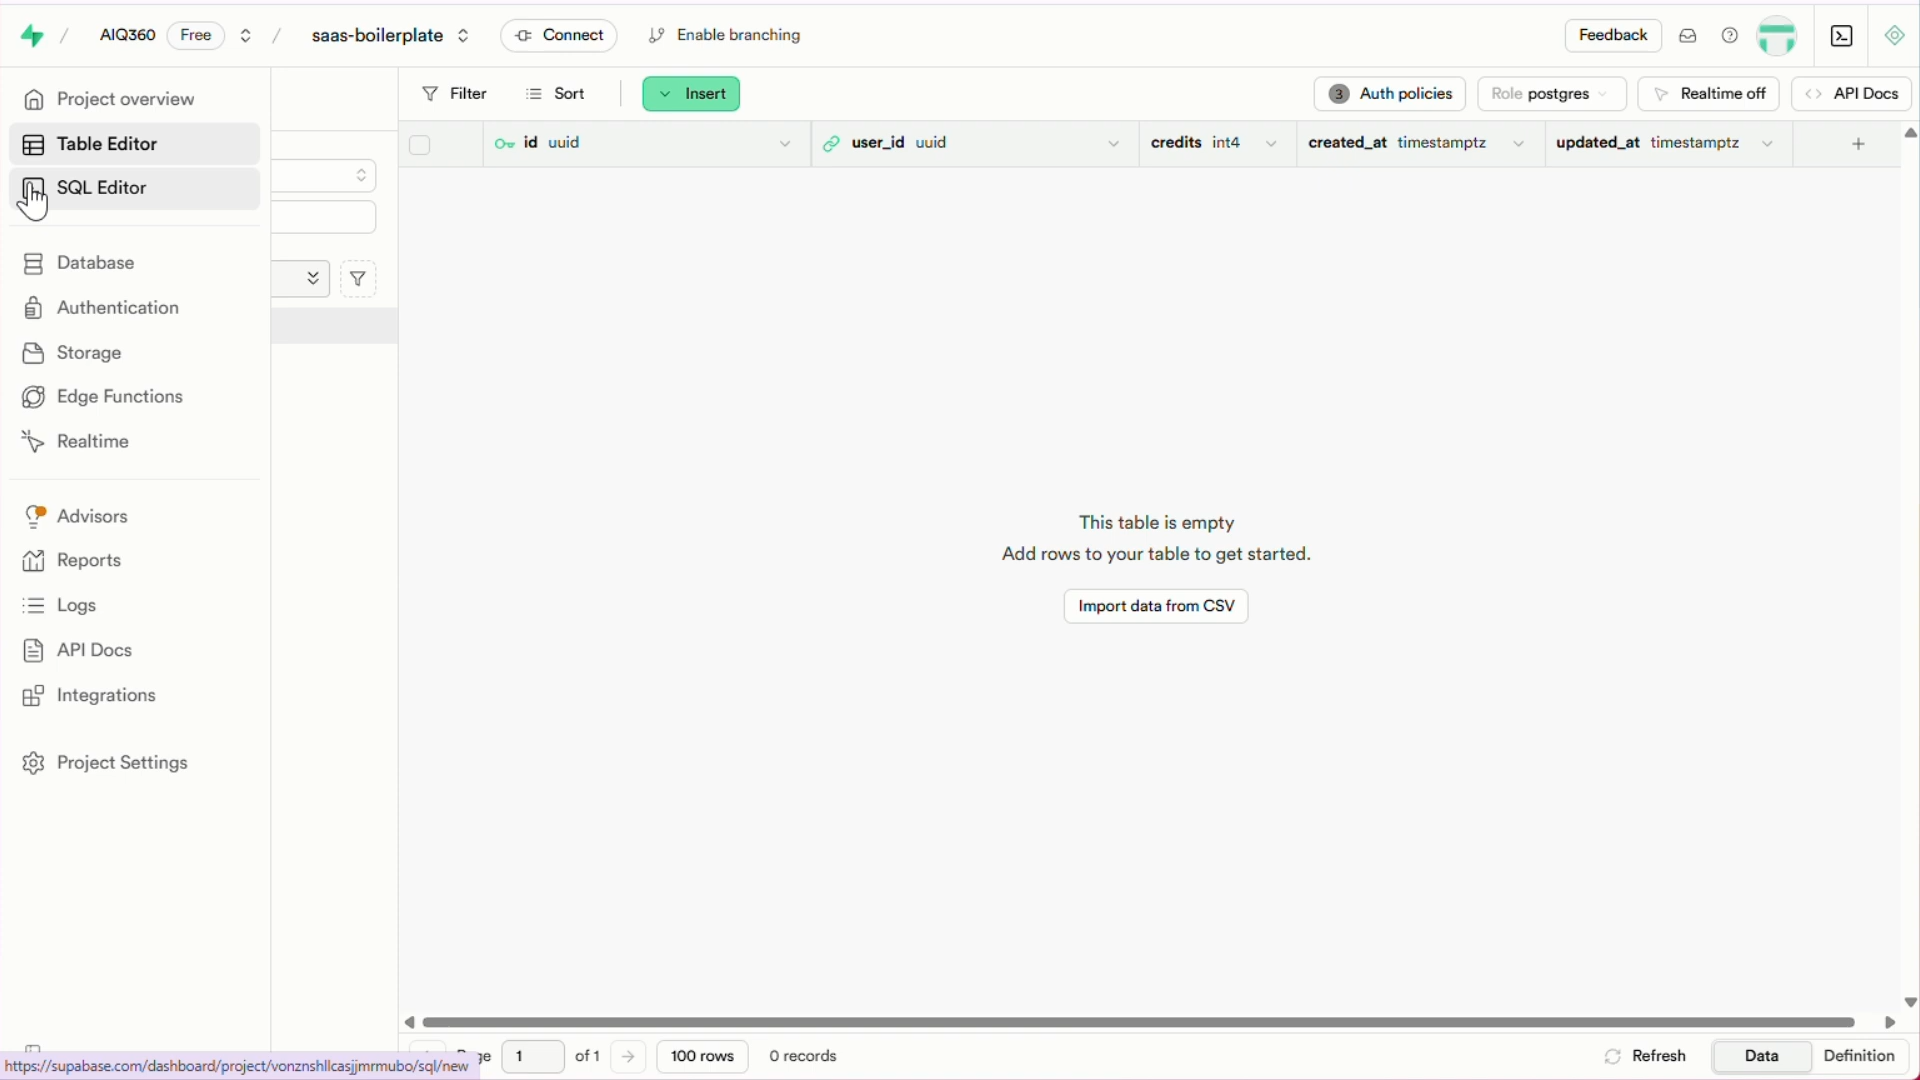 / AIQ360 Free / saas-boilerplate Connect Enable branching Feedback
Project overview
Table Editor
SQL Editor
Database
Authentication
Storage
Edge Functions
Realtime
Advisors
Reports
Logs
API Docs
Integrations
Project Settings
Filter Sort Insert 3 Auth policies Role postgres Realtime off API Docs
id uuid user_id uuid credits int4 created_at timestamptz updated_at timestamptz
This table is empty
Add rows to your table to get started.
Import data from CSV
1 of 1 100 rows 0 records Refresh Data Definition
https://supabase.com/dashboard/project/vonznshllcasjjmrmubo/sql/new